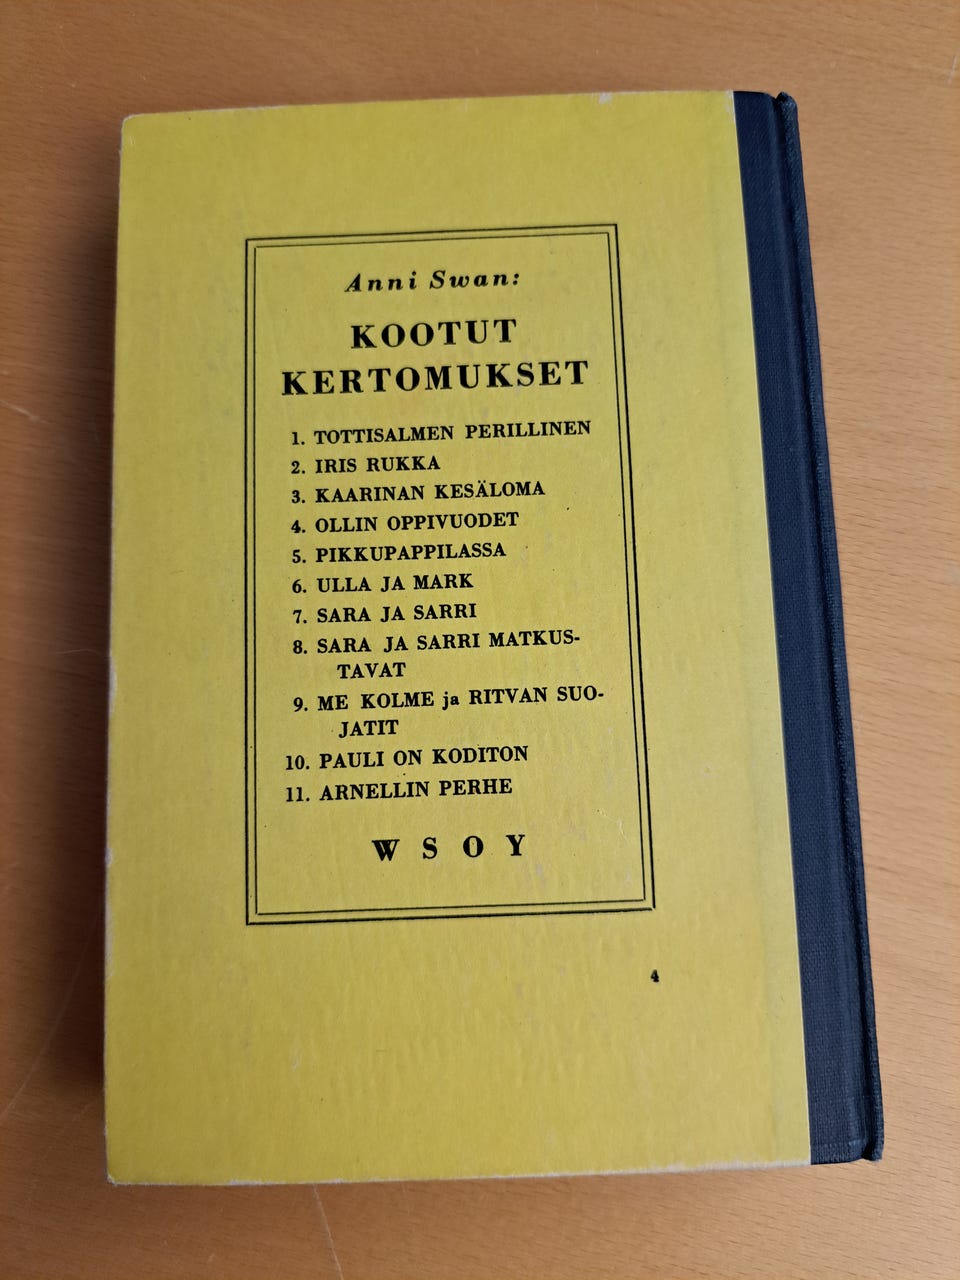 Anni Swan:
KOOTUT
KERTOMUKSET
1. TOTTISALMEN PERILLINEN
2. IRIS RUKKA
3. KAARINAN KESÄLOMA
4. OLLIN OPPIVUODET
5. PIKKUPAPPILASSA
6. ULLA JA MARK
7. SARA JA SARRI
8. SARA JA SARRI MATKUS-
TAVAT
9. ME KOLME ja RITVAN SUO-
JATIT
10. PAULI ON KODITON
11. ARNELLIN PERHE
W S O Y
4